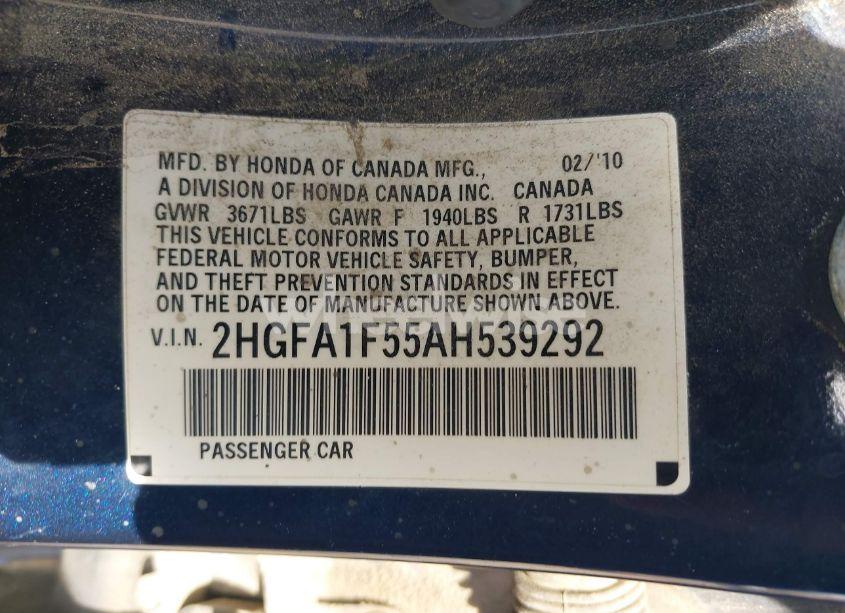 MFD. BY HONDA OF CANADA MFG., 02/'10
A DIVISION OF HONDA CANADA INC. CANADA
GVWR 3671LBS GAWR F 1940LBS R 1731LBS
THIS VEHICLE CONFORMS TO ALL APPLICABLE
FEDERAL MOTOR VEHICLE SAFETY, BUMPER,
AND THEFT PREVENTION STANDARDS IN EFFECT
ON THE DATE OF MANUFACTURE SHOWN ABOVE.
V.I.N. 2HGFA1F55AH539292
PASSENGER CAR